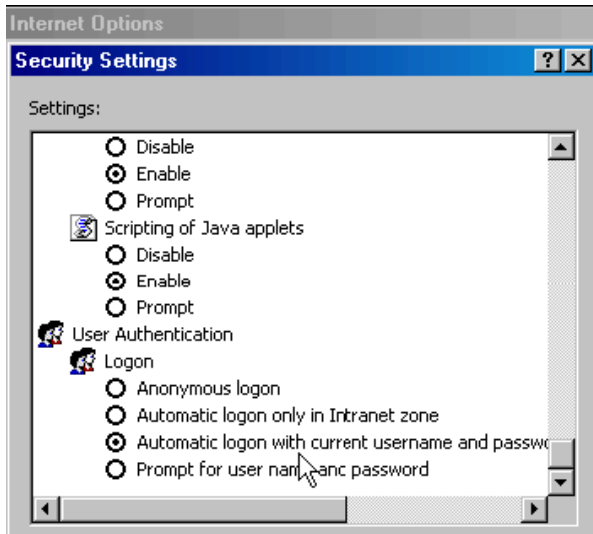 Internet Options
Security Settings
Settings:
Disable
Enable
Prompt
Scripting of Java applets
Disable
Enable
Prompt
User Authentication
Logon
Anonymous logon
Automatic logon only in Intranet zone
Automatic logon with current username and passwo
Prompt for user name and password